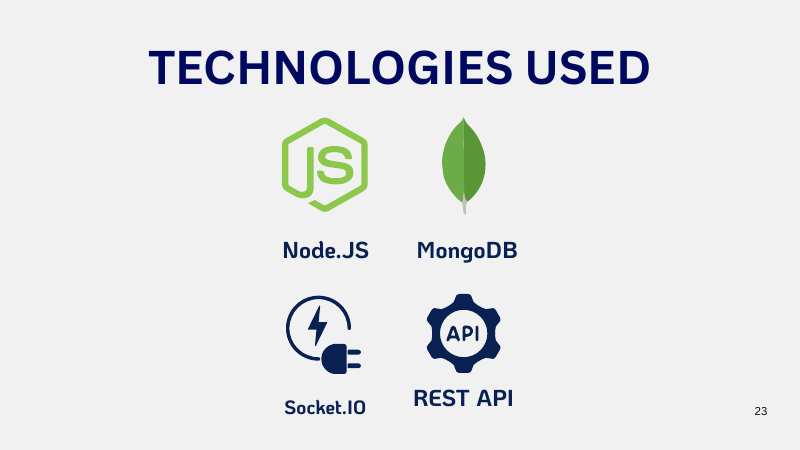 TECHNOLOGIES USED
JS
Node.JS
MongoDB
API
Socket.IO
REST API
23